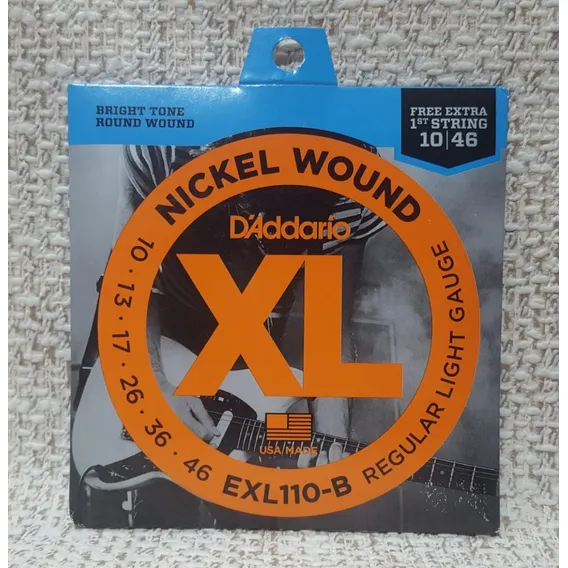 BRIGHT TONE
ROUND WOUND
FREE EXTRA
1ST STRING
10|46
NICKEL WOUND
D'Addario
XL
10 · 13 · 17 · 26 · 36 · 46
USA MADE
EXL110-B
REGULAR LIGHT GAUGE